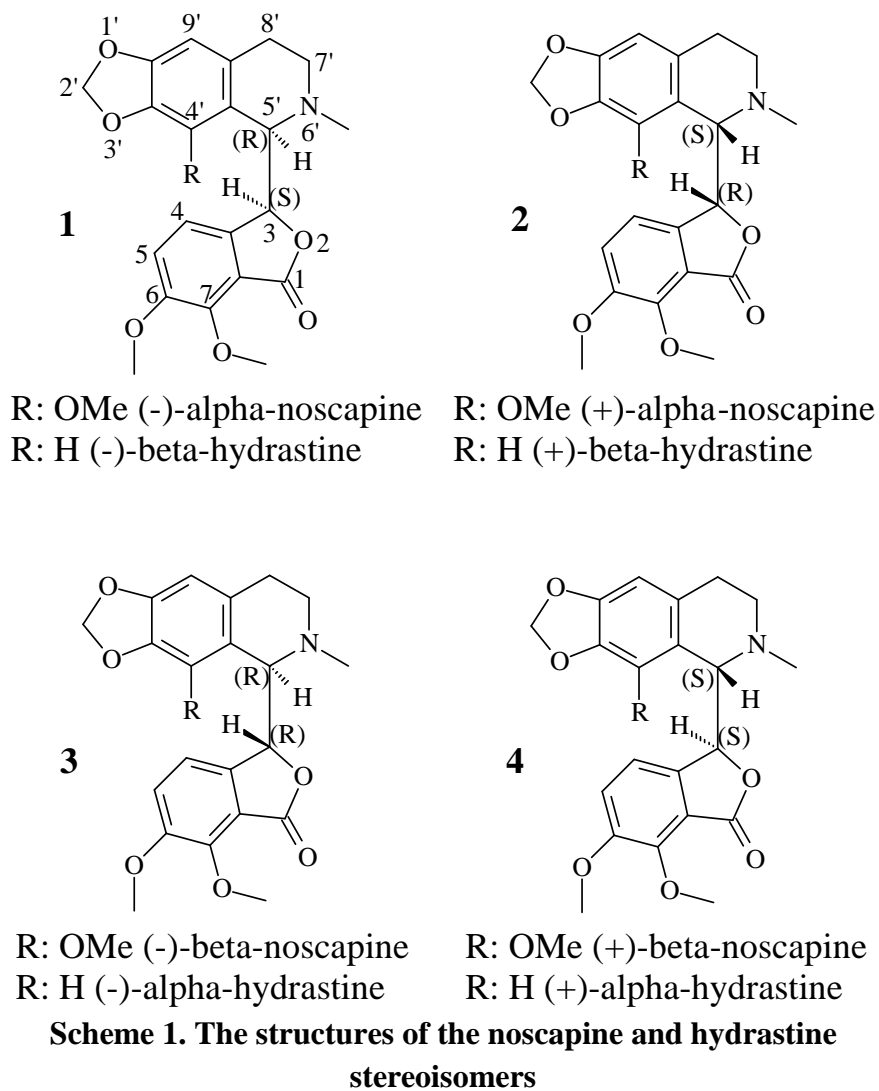 1' 9' 8'
O 7'
2' N
O 4' 5' 6'
3' (R)
R H
H (S)
4 3
1 O 2
5
6 7 1
O O
O
O
N
O
(S)
R H
H (R)
2 O
O O
O
R: OMe (-)-alpha-noscapine R: OMe (+)-alpha-noscapine
R: H (-)-beta-hydrastine R: H (+)-beta-hydrastine
O
N
O
(R)
R H
H (R)
3 O
O O
O
O
N
O
(S)
R H
H (S)
4 O
O O
O
R: OMe (-)-beta-noscapine R: OMe (+)-beta-noscapine
R: H (-)-alpha-hydrastine R: H (+)-alpha-hydrastine
Scheme 1. The structures of the noscapine and hydrastine
stereoisomers